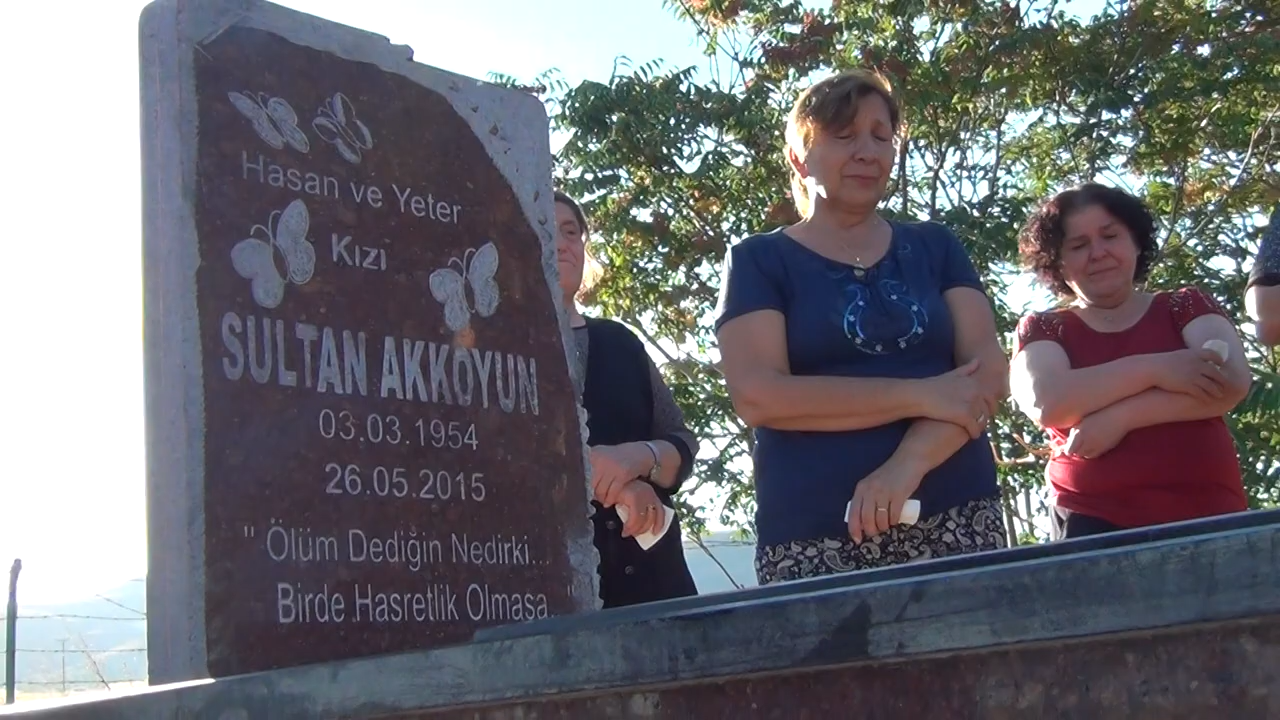 Hasan ve Yeter
Kızı
SULTAN AKKOYUN
03.03.1954
26.05.2015
" Ölüm Dediğin Nedirki...
Birde Hasretlik Olmasa.. "